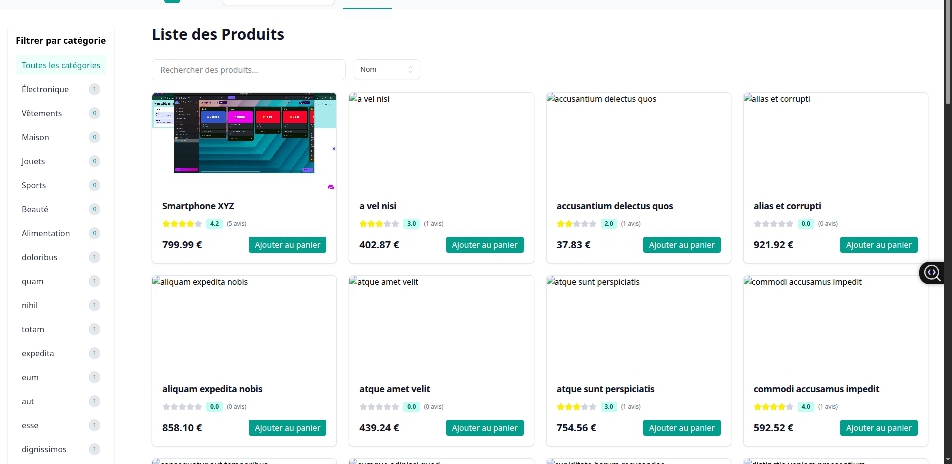 Liste des Produits
Filtrer par catégorie
Toutes les catégories
Électronique 1
Vêtements 0
Maison 0
Jouets 0
Sports 0
Beauté 0
Alimentation 0
doloribus 1
quam 1
nihil 1
totam 1
expedita 1
eum 1
aut 1
esse 1
dignissimos 1
Rechercher des produits...
Nom
Smartphone XYZ
4.2 (5 avis)
799.99 €
Ajouter au panier
a vel nisi
a vel nisi
3.0 (1 avis)
402.87 €
Ajouter au panier
accusantium delectus quos
accusantium delectus quos
2.0 (1 avis)
37.83 €
Ajouter au panier
alias et corrupti
alias et corrupti
0.0 (0 avis)
921.92 €
Ajouter au panier
aliquam expedita nobis
aliquam expedita nobis
0.0 (0 avis)
858.10 €
Ajouter au panier
atque amet velit
atque amet velit
0.0 (0 avis)
439.24 €
Ajouter au panier
atque sunt perspiciatis
atque sunt perspiciatis
3.0 (1 avis)
754.56 €
Ajouter au panier
commodi accusamus impedit
commodi accusamus impedit
4.0 (1 avis)
592.52 €
Ajouter au panier